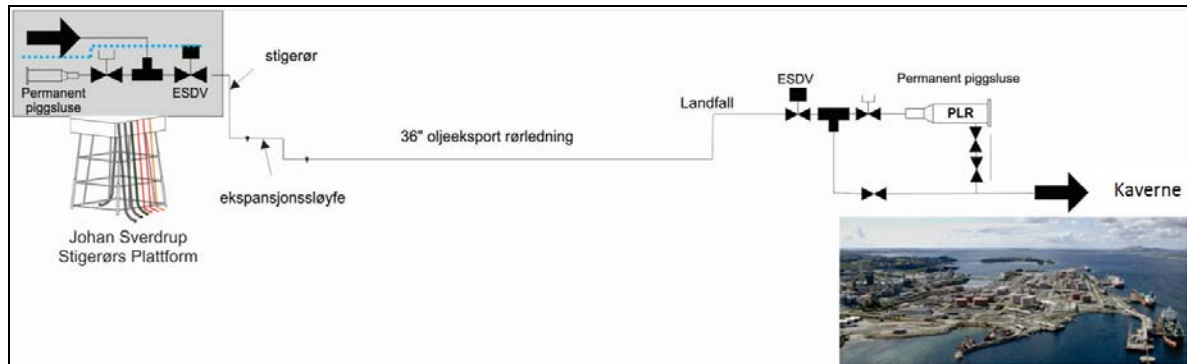 Permanent
piggsluse
ESDV
stigerør
Johan Sverdrup
Stigerørs Plattform
ekspansjonssløyfe
36" oljeeksport rørledning
Landfall
ESDV
Permanent piggsluse
PLR
Kaverne